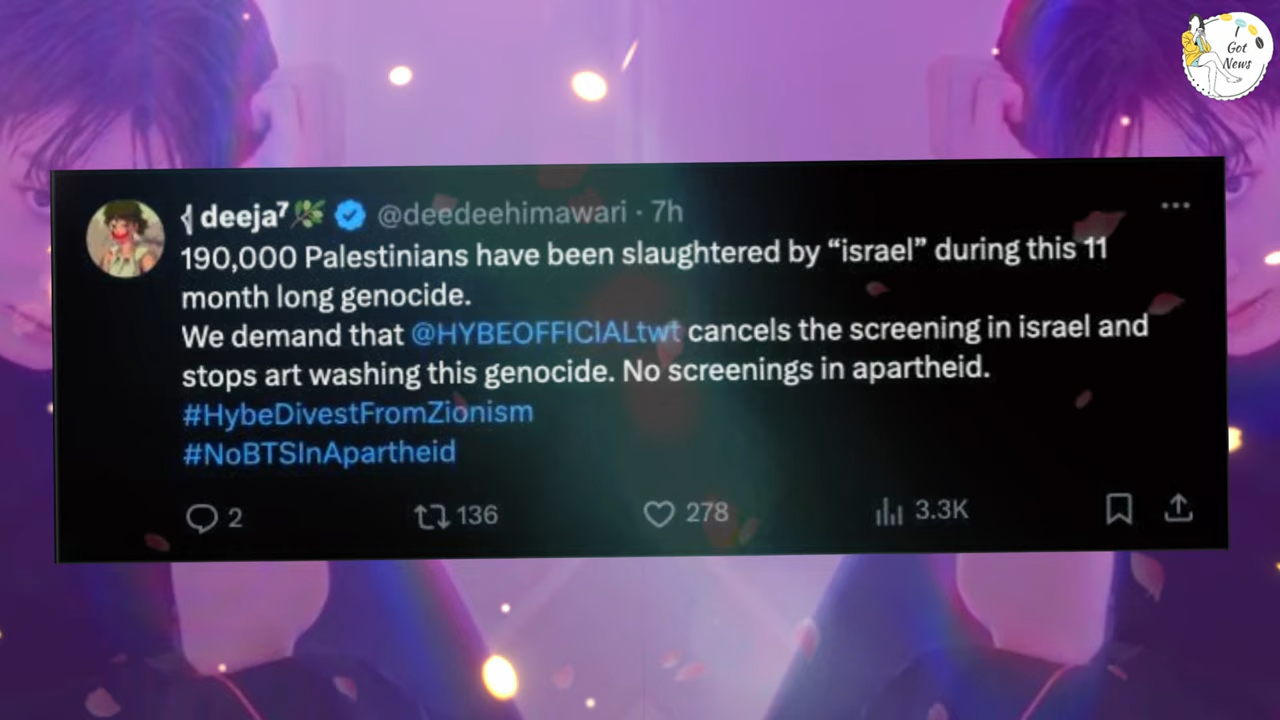 I
Got
News
deeja⁷ @deedeehimawari · 7h
190,000 Palestinians have been slaughtered by “israel” during this 11
month long genocide.
We demand that @HYBEOFFICIALtwt cancels the screening in israel and
stops art washing this genocide. No screenings in apartheid.
#HybeDivestFromZionism
#NoBTSInApartheid
2 136 278 3.3K